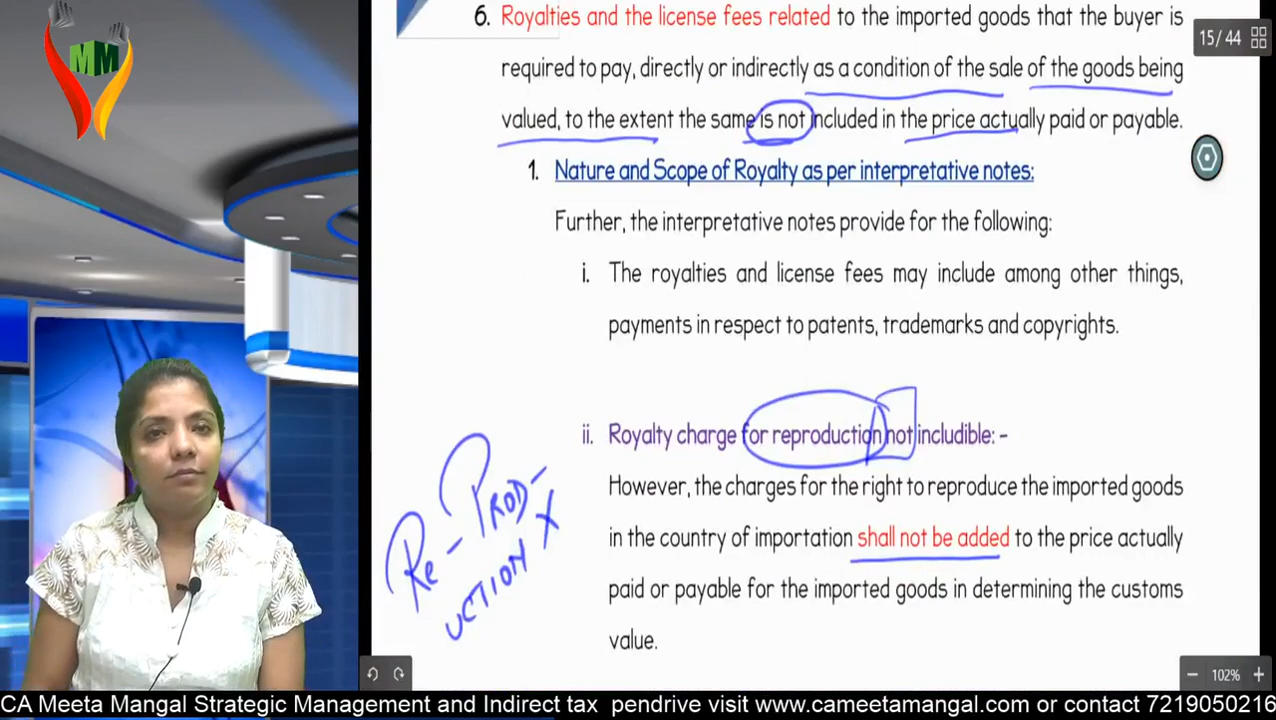 MM
6. Royalties and the license fees related to the imported goods that the buyer is
required to pay, directly or indirectly as a condition of the sale of the goods being
valued, to the extent the same is not included in the price actually paid or payable.
1. Nature and Scope of Royalty as per interpretative notes:
Further, the interpretative notes provide for the following:
i. The royalties and license fees may include among other things,
payments in respect to patents, trademarks and copyrights.
ii. Royalty charge for reproduction not includible: -
However, the charges for the right to reproduce the imported goods
in the country of importation shall not be added to the price actually
paid or payable for the imported goods in determining the customs
value.
Re-PROD-
UCTION X
15/44
102%
CA Meeta Mangal Strategic Management and Indirect tax pendrive visit www.cameetamangal.com or contact 7219050216